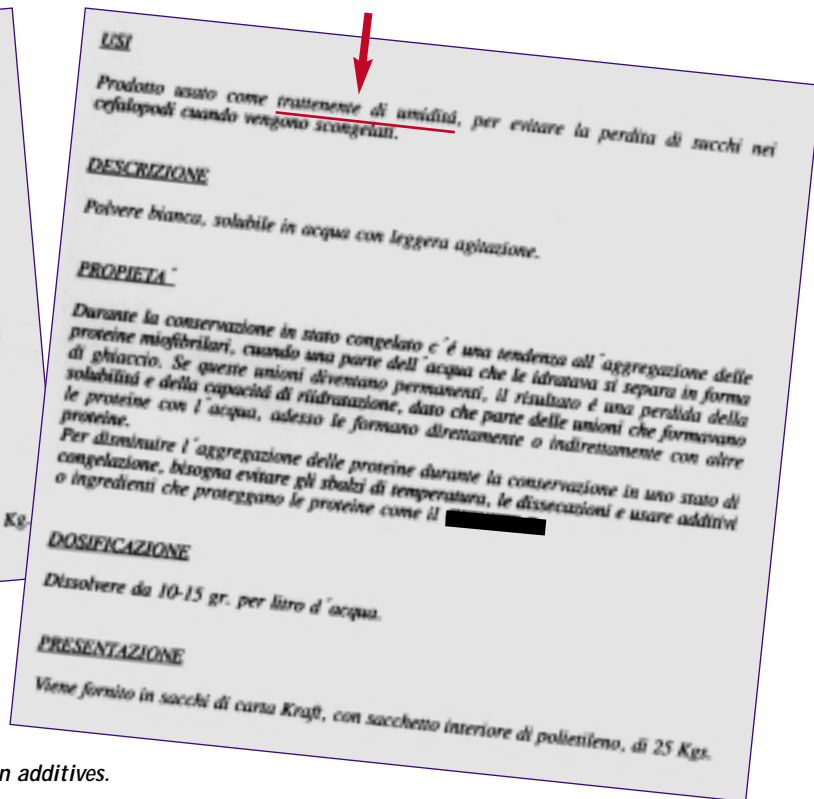 USI
Prodotto usato come trattenente di umiditá, per evitare la perdita di succhi nei
cefalopodi cuando vengono scongelati.
DESCRIZIONE
Polvere bianca, solubile in acqua con leggera agitazione.
PROPIETA´
Durante la conservazione in stato congelato c´é una tendenza all´aggregazione delle
proteine miofibrilari, cuando una parte dell´acqua che le idratava si separa in forma
di ghiaccio. Se queste unioni diventano permanenti, il risultato é una perdida della
solubilitá e della capacitá di riidratazione, dato che parte delle unioni che formavano
le proteine con l´acqua, adesso le formano direttamente o indirettamente con altre
proteine.
Per disminuire l´aggregazione delle proteine durante la conservazione in uno stato di
congelazione, bisogna evitare gli sbalzi di temperatura, le dissecazioni e usare additivi
o ingredienti che proteggano le proteine come il
Kg.
DOSIFICAZIONE
Dissolvere da 10-15 gr. per litro d´acqua.
PRESENTAZIONE
Viene fornito in sacchi di carta Kraft, con sacchetto interiore di polietileno, di 25 Kgs.
n additives.